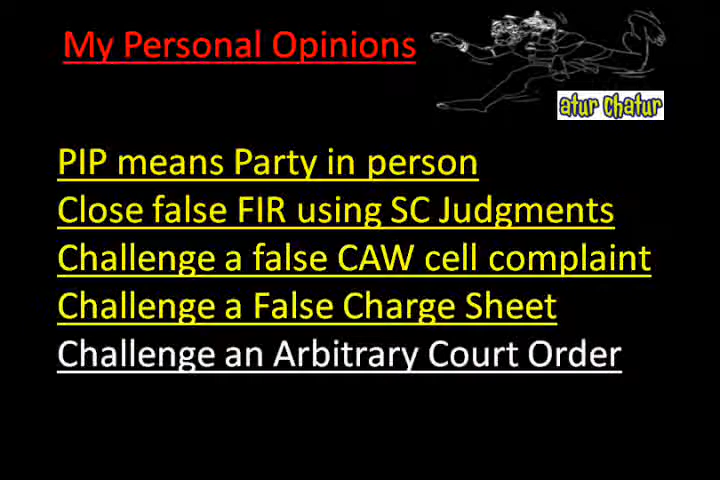 My Personal Opinions
atur chatur
PIP means Party in person
Close false FIR using SC Judgments
Challenge a false CAW cell complaint
Challenge a False Charge Sheet
Challenge an Arbitrary Court Order